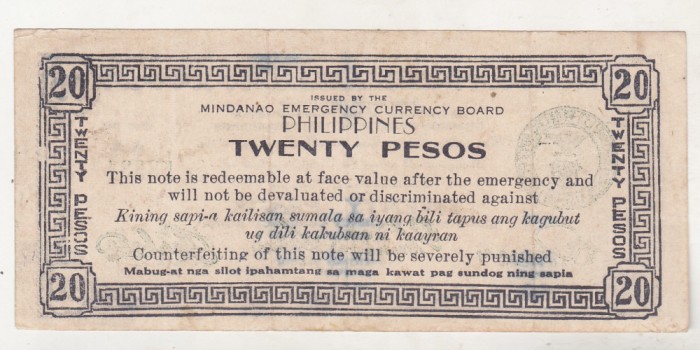 20
20
ISSUED BY THE
MINDANAO EMERGENCY CURRENCY BOARD
PHILIPPINES
TWENTY PESOS
TWENTY PESOS
TWENTY PESOS
This note is redeemable at face value after the emergency and
will not be devaluated or discriminated against
Kining sapi-a kailisan sumala sa iyang bili tapus ang kagubut
ug dili kakubsan ni kaayran
Counterfeiting of this note will be severely punished
Mabug-at nga silot ipahamtang sa maga kawat pag sundog ning sapia
20
20